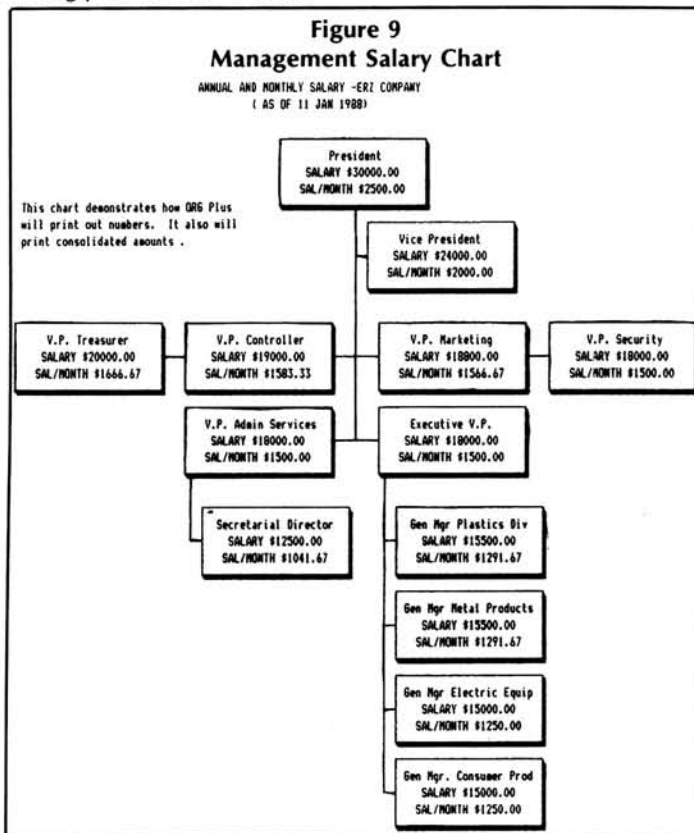 Figure 9
Management Salary Chart
ANNUAL AND MONTHLY SALARY -ERZ COMPANY
( AS OF 11 JAN 1988)
President
SALARY $30000.00
SAL/MONTH $2500.00
This chart demonstrates how ORG Plus
will print out numbers. It also will
print consolidated amounts .
Vice President
SALARY $24000.00
SAL/MONTH $2000.00
V.P. Treasurer
SALARY $20000.00
SAL/MONTH $1666.67
V.P. Controller
SALARY $19000.00
SAL/MONTH $1583.33
V.P. Marketing
SALARY $18800.00
SAL/MONTH $1566.67
V.P. Security
SALARY $18000.00
SAL/MONTH $1500.00
V.P. Admin Services
SALARY $18000.00
SAL/MONTH $1500.00
Executive V.P.
SALARY $18000.00
SAL/MONTH $1500.00
Secretarial Director
SALARY $12500.00
SAL/MONTH $1041.67
Gen Mgr Plastics Div
SALARY $15500.00
SAL/MONTH $1291.67
Gen Mgr Metal Products
SALARY $15500.00
SAL/MONTH $1291.67
Gen Mgr Electric Equip
SALARY $15000.00
SAL/MONTH $1250.00
Gen Mgr. Consumer Prod
SALARY $15000.00
SAL/MONTH $1250.00